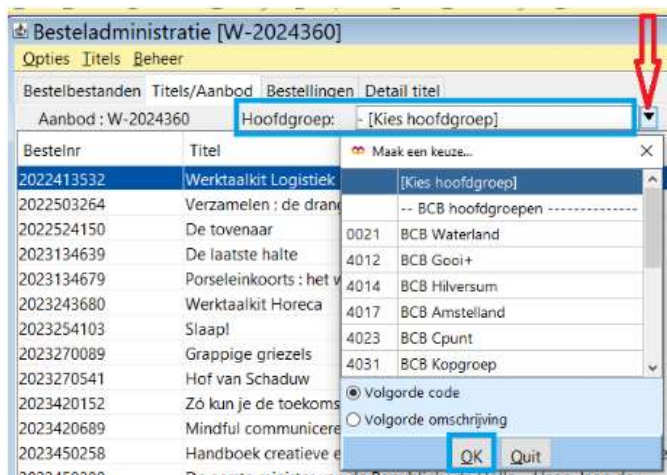 Besteladministratie [W-2024360]
Opties Titels Beheer
Bestelbestanden Titels/Aanbod Bestellingen Detail titel
Aanbod : W-2024360 Hoofdgroep: - [Kies hoofdgroep]
Bestelnr Titel
2022413532 Werktaalkit Logistiek
2022503264 Verzamelen : de drang
2022524150 De tovenaar
2023134639 De laatste halte
2023134679 Porseleinkoorts : het
2023243680 Werktaalkit Horeca
2023254103 Slaap!
2023270089 Grappige griezels
2023270541 Hof van Schaduw
2023420152 Zó kun je de toekoms
2023420689 Mindful communicere
2023450258 Handboek creatieve
Maak een keuze...
[Kies hoofdgroep]
-- BCB hoofdgroepen --------------
0021 BCB Waterland
4012 BCB Gooi+
4014 BCB Hilversum
4017 BCB Amstelland
4023 BCB Cpunt
4031 BCB Kopgroep
Volgorde code
Volgorde omschrijving
OK Quit